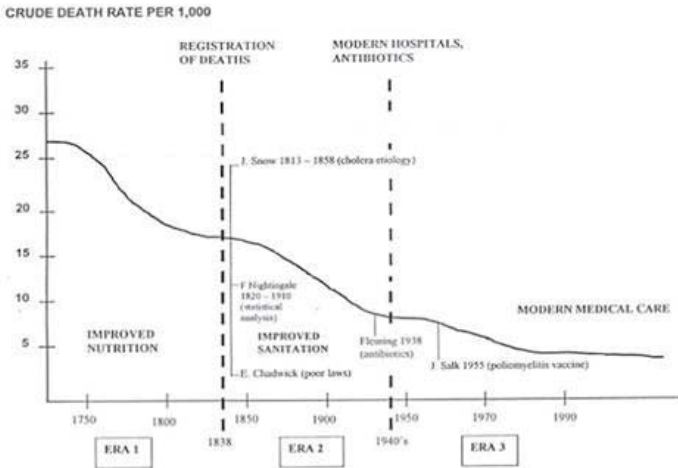 CRUDE DEATH RATE PER 1,000
REGISTRATION
OF DEATHS
MODERN HOSPITALS,
ANTIBIOTICS
35
30
25
20
15
10
5
J. Snow 1813 – 1858 (cholera etiology)
F Nightingale
1820 – 1910
(statistical
analysis)
IMPROVED
NUTRITION
IMPROVED
SANITATION
E. Chadwick (poor laws)
Fleming 1938
(antibiotics)
MODERN MEDICAL CARE
J. Salk 1955 (poliomyelitis vaccine)
1750 1800 1850 1900 1950 1970 1990
1838 1940's
ERA 1 ERA 2 ERA 3